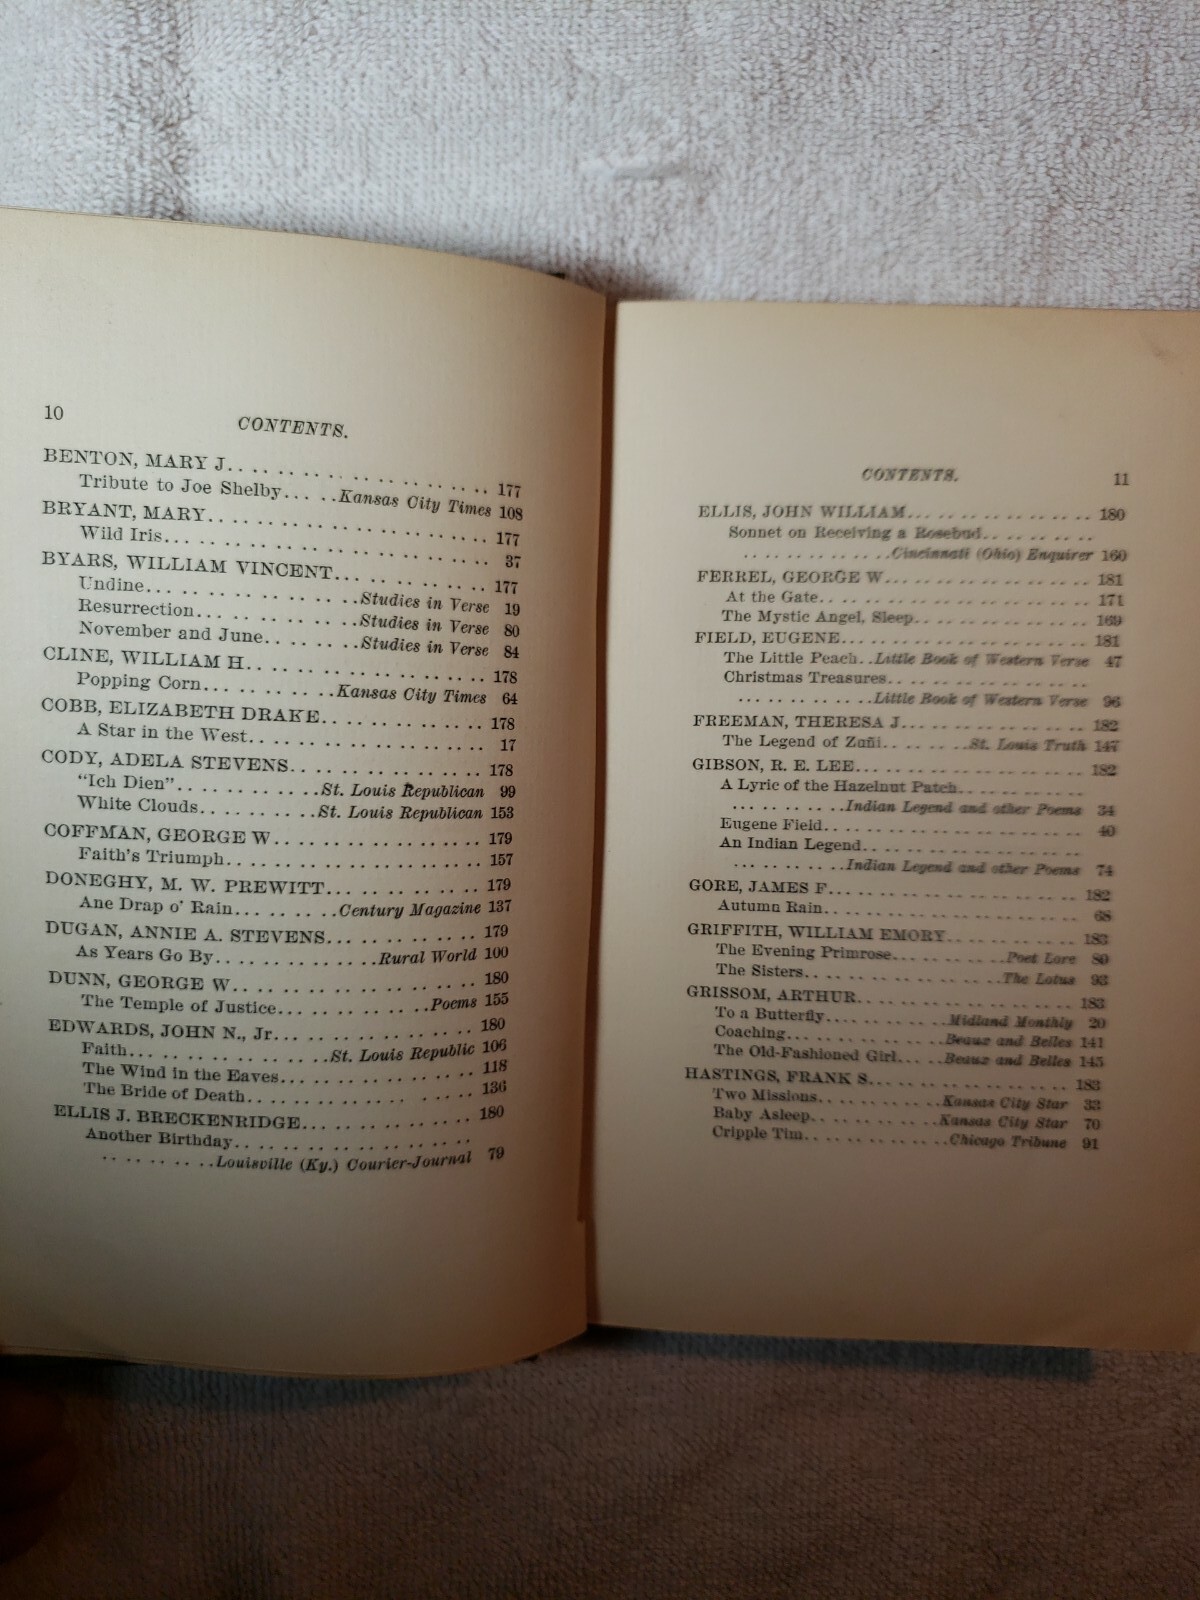 10
CONTENTS.
BENTON, MARY J. . . . . . . . . . . . . . . . 177
Tribute to Joe Shelby. . . . . .Kansas City Times 108
BRYANT, MARY. . . . . . . . . . . . . . . . 177
Wild Iris. . . . . . . . . . . . . . . . 37
BYARS, WILLIAM VINCENT. . . . . . . . . . 177
Undine. . . . . . . . . . . .Studies in Verse 19
Resurrection. . . . . . . . .Studies in Verse 80
November and June. . . . . . .Studies in Verse 84
CLINE, WILLIAM H. . . . . . . . . . . . . . 178
Popping Corn. . . . . . . . .Kansas City Times 64
COBB, ELIZABETH DRAKE. . . . . . . . . . 178
A Star in the West. . . . . . . . . . . . 17
CODY, ADELA STEVENS. . . . . . . . . . . 178
"Ich Dien". . . . . . . . . .St. Louis Republican 99
White Clouds. . . . . . . . .St. Louis Republican 153
COFFMAN, GEORGE W. . . . . . . . . . . . 179
Faith's Triumph. . . . . . . . . . . . . 157
DONEGHY, M. W. PREWITT. . . . . . . . . . 179
Ane Drap o' Rain. . . . . . . .Century Magazine 137
DUGAN, ANNIE A. STEVENS. . . . . . . . . 179
As Years Go By. . . . . . . . . .Rural World 100
DUNN, GEORGE W. . . . . . . . . . . . . . 180
The Temple of Justice. . . . . . . . . .Poems 155
EDWARDS, JOHN N., Jr. . . . . . . . . . . 180
Faith. . . . . . . . . . . .St. Louis Republic 106
The Wind in the Eaves. . . . . . . . . . 118
The Bride of Death. . . . . . . . . . . . 136
ELLIS J. BRECKENRIDGE. . . . . . . . . . 180
Another Birthday. . . . . . . . . . . .
. . . . . . . . .Louisville (Ky.) Courier-Journal 79
CONTENTS. 11
ELLIS, JOHN WILLIAM. . . . . . . . . . . 180
Sonnet on Receiving a Rosebud. . . . . . .
. . . . . . . . . . .Cincinnati (Ohio) Enquirer 160
FERREL, GEORGE W. . . . . . . . . . . . . 181
At the Gate. . . . . . . . . . . . . . . 171
The Mystic Angel, Sleep. . . . . . . . . . 169
FIELD, EUGENE. . . . . . . . . . . . . . 181
The Little Peach. .Little Book of Western Verse 47
Christmas Treasures. . . . . . . . . . .
. . . . . . . . . .Little Book of Western Verse 96
FREEMAN, THERESA J. . . . . . . . . . . . 182
The Legend of Zuñi. . . . . . . .St. Louis Truth 147
GIBSON, R. E. LEE. . . . . . . . . . . . 182
A Lyric of the Hazelnut Patch. . . . . . .
. . . . . . . . .Indian Legend and other Poems 34
Eugene Field. . . . . . . . . . . . . . 40
An Indian Legend. . . . . . . . . . . .
. . . . . . . . .Indian Legend and other Poems 74
GORE, JAMES F. . . . . . . . . . . . . . 182
Autumn Rain. . . . . . . . . . . . . . . 68
GRIFFITH, WILLIAM EMORY. . . . . . . . . 183
The Evening Primrose. . . . . . . . .Poet Lore 89
The Sisters. . . . . . . . . . . . .The Lotus 93
GRISSOM, ARTHUR. . . . . . . . . . . . . 183
To a Butterfly. . . . . . . . .Midland Monthly 20
Coaching. . . . . . . . . . . .Beaux and Belles 141
The Old-Fashioned Girl. . . . .Beaux and Belles 145
HASTINGS, FRANK S. . . . . . . . . . . . 183
Two Missions. . . . . . . . . .Kansas City Star 33
Baby Asleep. . . . . . . . . .Kansas City Star 70
Cripple Tim. . . . . . . . . .Chicago Tribune 91